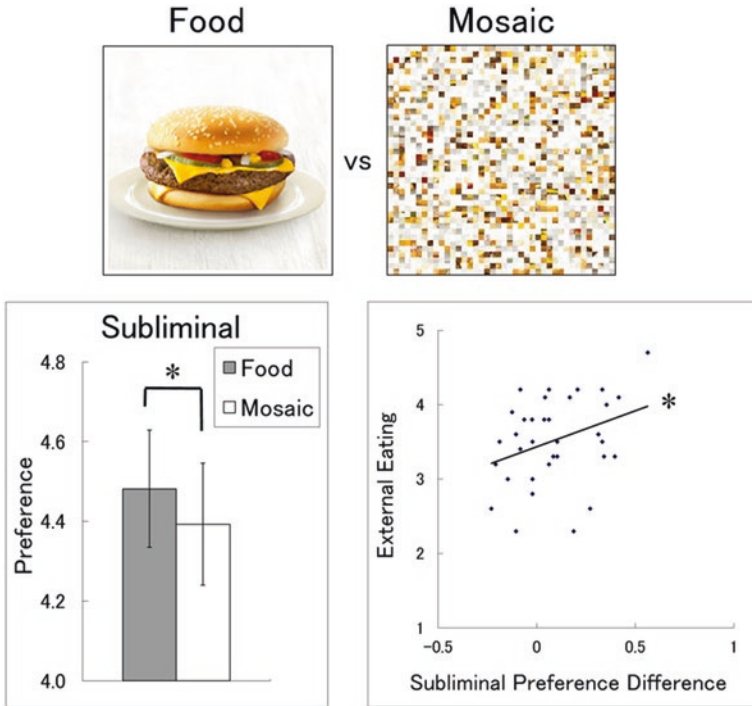 Food
Mosaic
vs
Subliminal
4.8
4.6
4.4
4.2
4.0
Preference
*
Food
Mosaic
5
4
3
2
1
External Eating
*
-0.5
0
0.5
1
Subliminal Preference Difference